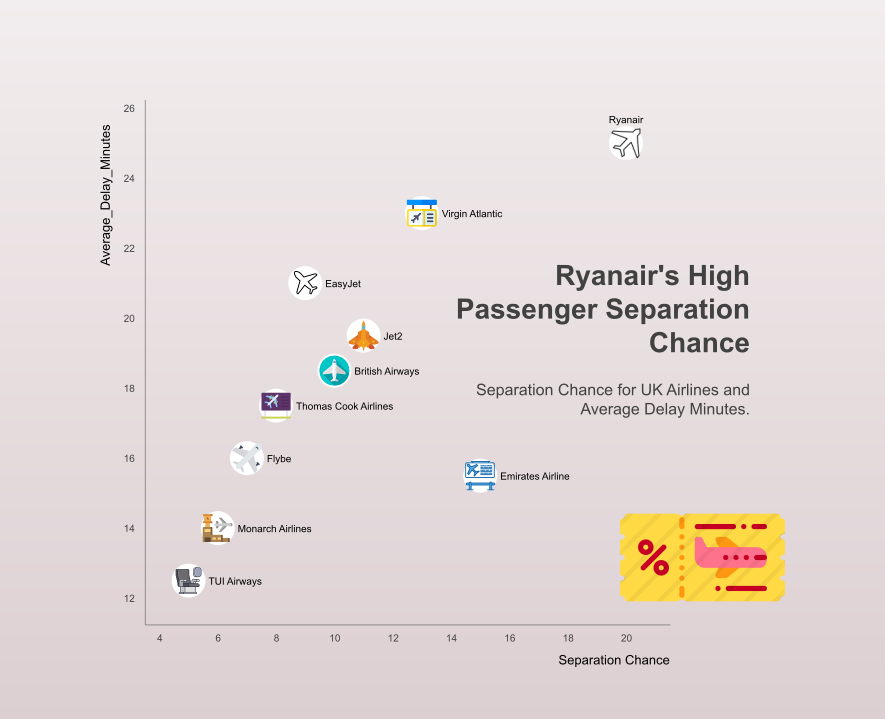 26
24
22
20
18
16
14
12
Average_Delay_Minutes
Ryanair
Virgin Atlantic
EasyJet
Jet2
British Airways
Thomas Cook Airlines
Flybe
Emirates Airline
Monarch Airlines
TUI Airways
Ryanair's High
Passenger Separation
Chance
Separation Chance for UK Airlines and
Average Delay Minutes.
%
4 6 8 10 12 14 16 18 20
Separation Chance